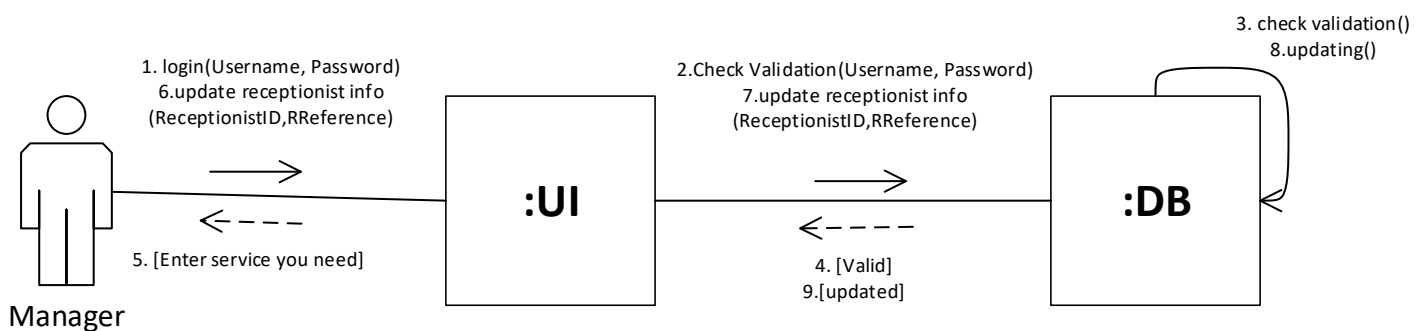 3. check validation()
8.updating()
1. login(Username, Password)
6.update receptionist info
(ReceptionistID,RReference)
2.Check Validation(Username, Password)
7.update receptionist info
(ReceptionistID,RReference)
:UI
:DB
5. [Enter service you need]
4. [Valid]
9.[updated]
Manager